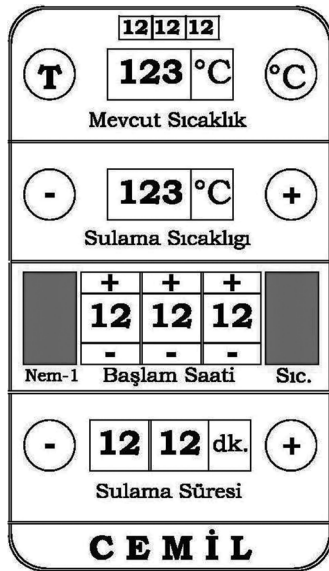 12 12 12
T 123 °C °C
Mevcut Sıcaklık
- 123 °C +
Sulama Sıcaklıgı
+ + +
12 12 12
- - -
Nem-1 Başlam Saati Sıc.
- 12 12 dk. +
Sulama Süresi
CEMİL